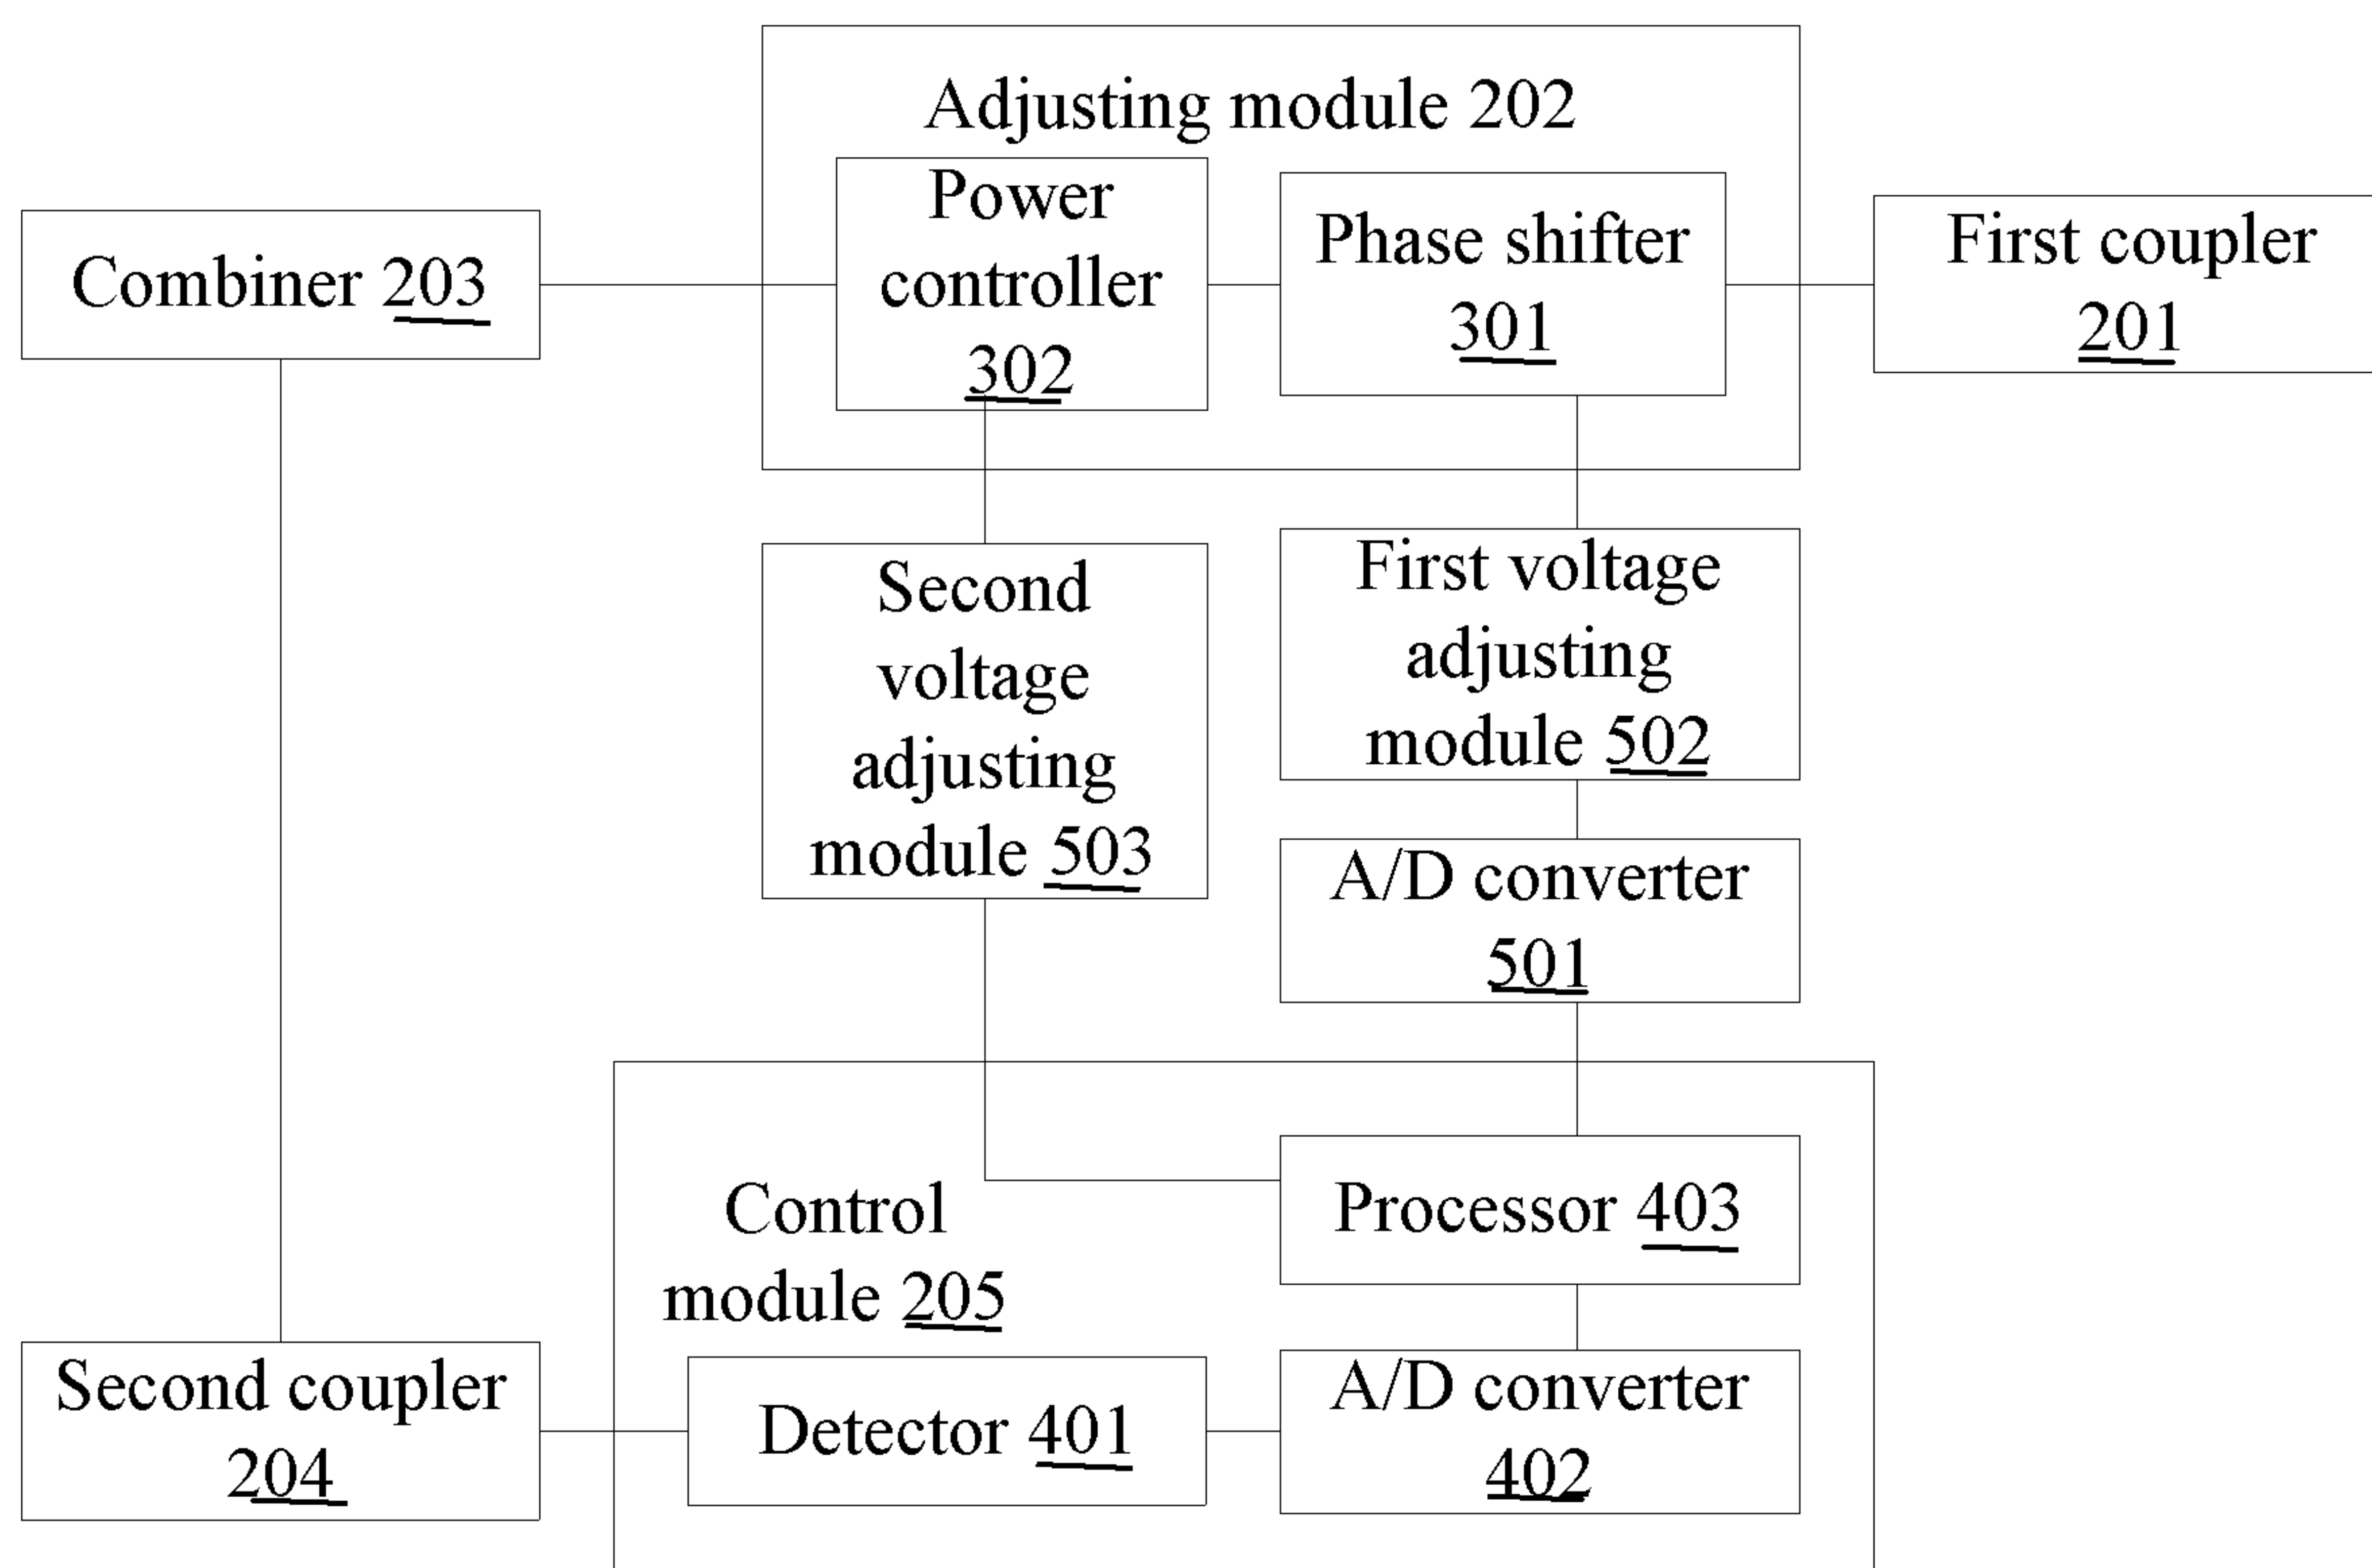 Adjusting module 202
Combiner 203
Power
controller
302
Phase shifter
301
First coupler
201
Second
voltage
adjusting
module 503
First voltage
adjusting
module 502
A/D converter
501
Control
module 205
Processor 403
Second coupler
204
Detector 401
A/D converter
402